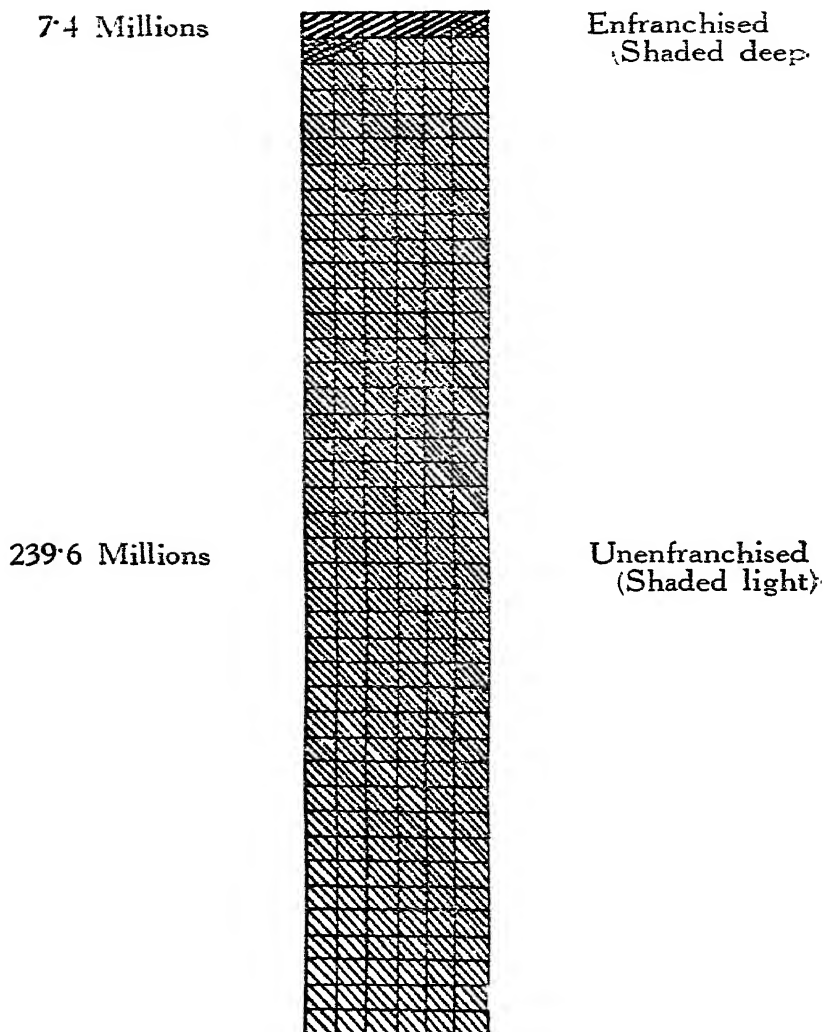 7·4 Millions
Enfranchised
(Shaded deep
239·6 Millions
Unenfranchised
(Shaded light)